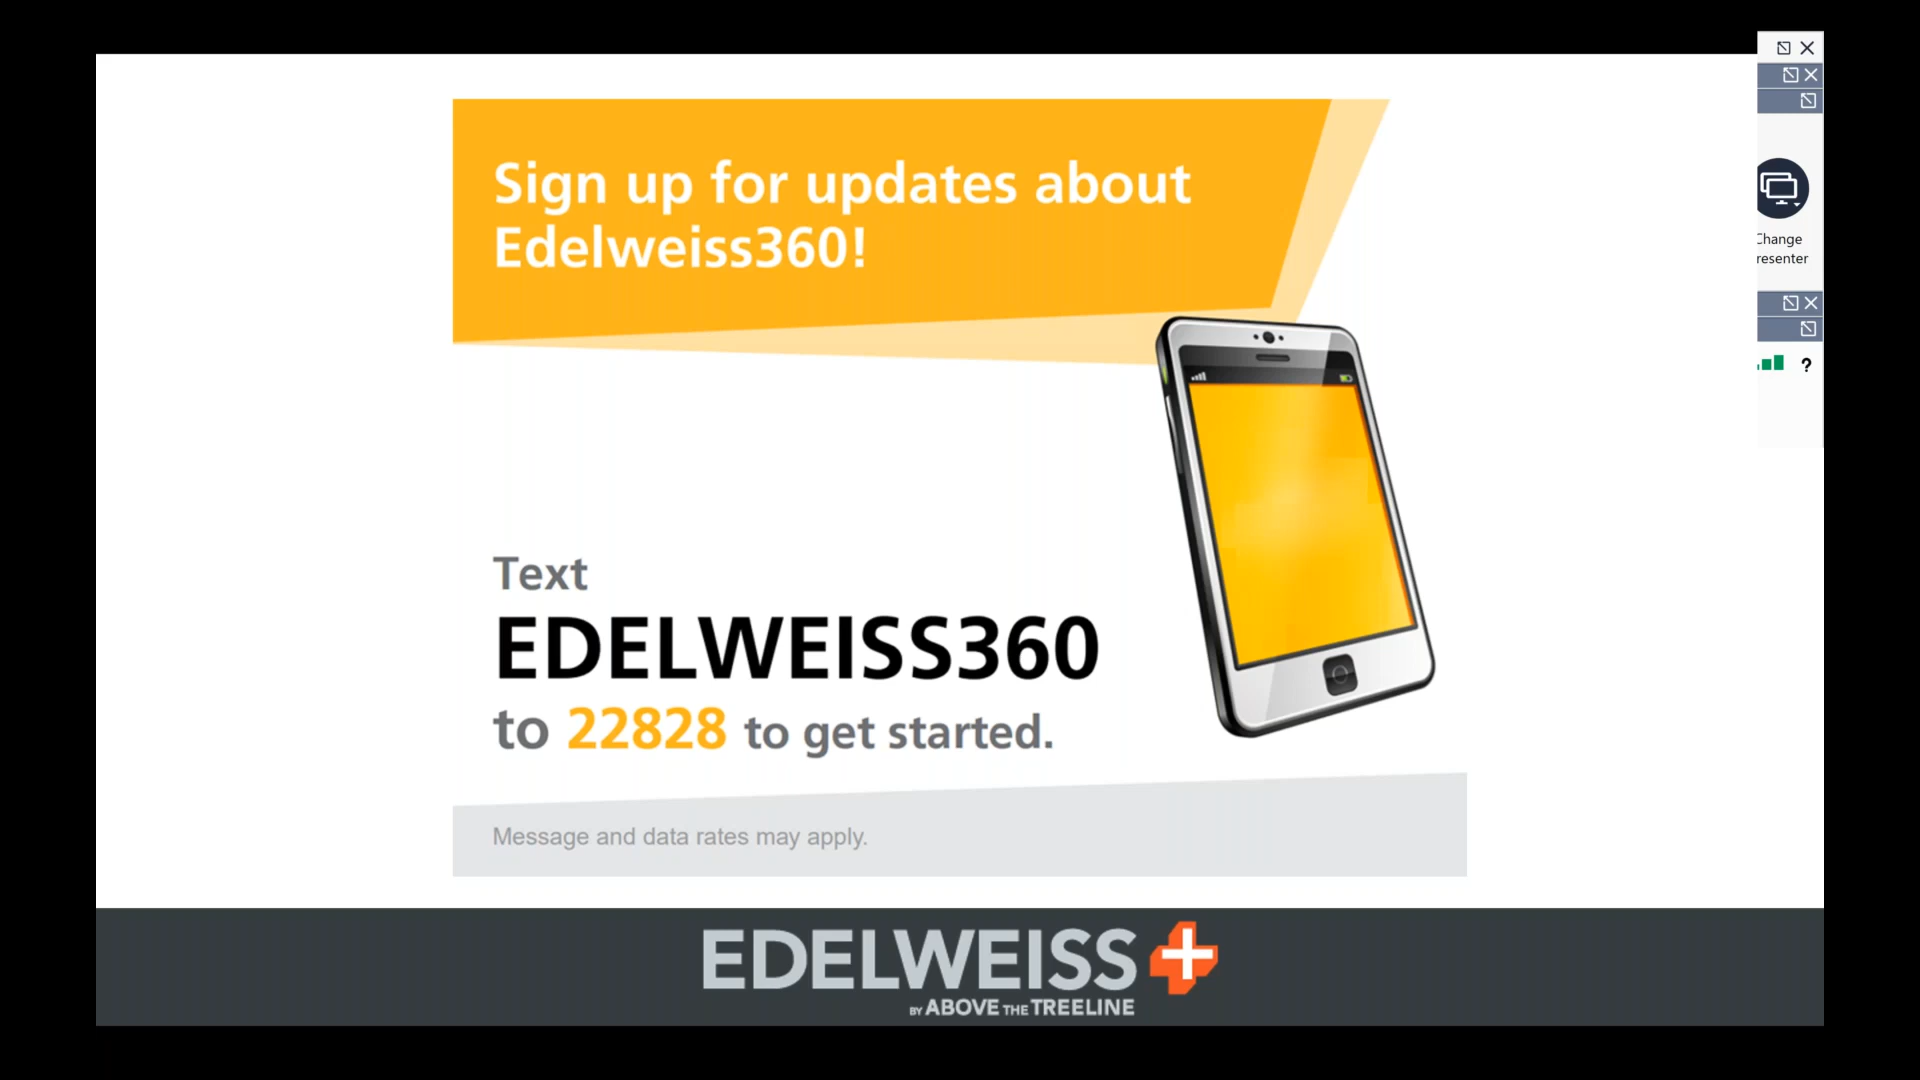 Sign up for updates about
Edelweiss360!
Text
EDELWEISS360
to 22828 to get started.
Message and data rates may apply.
EDELWEISS+
BY ABOVE THE TREELINE
Change
resenter
?